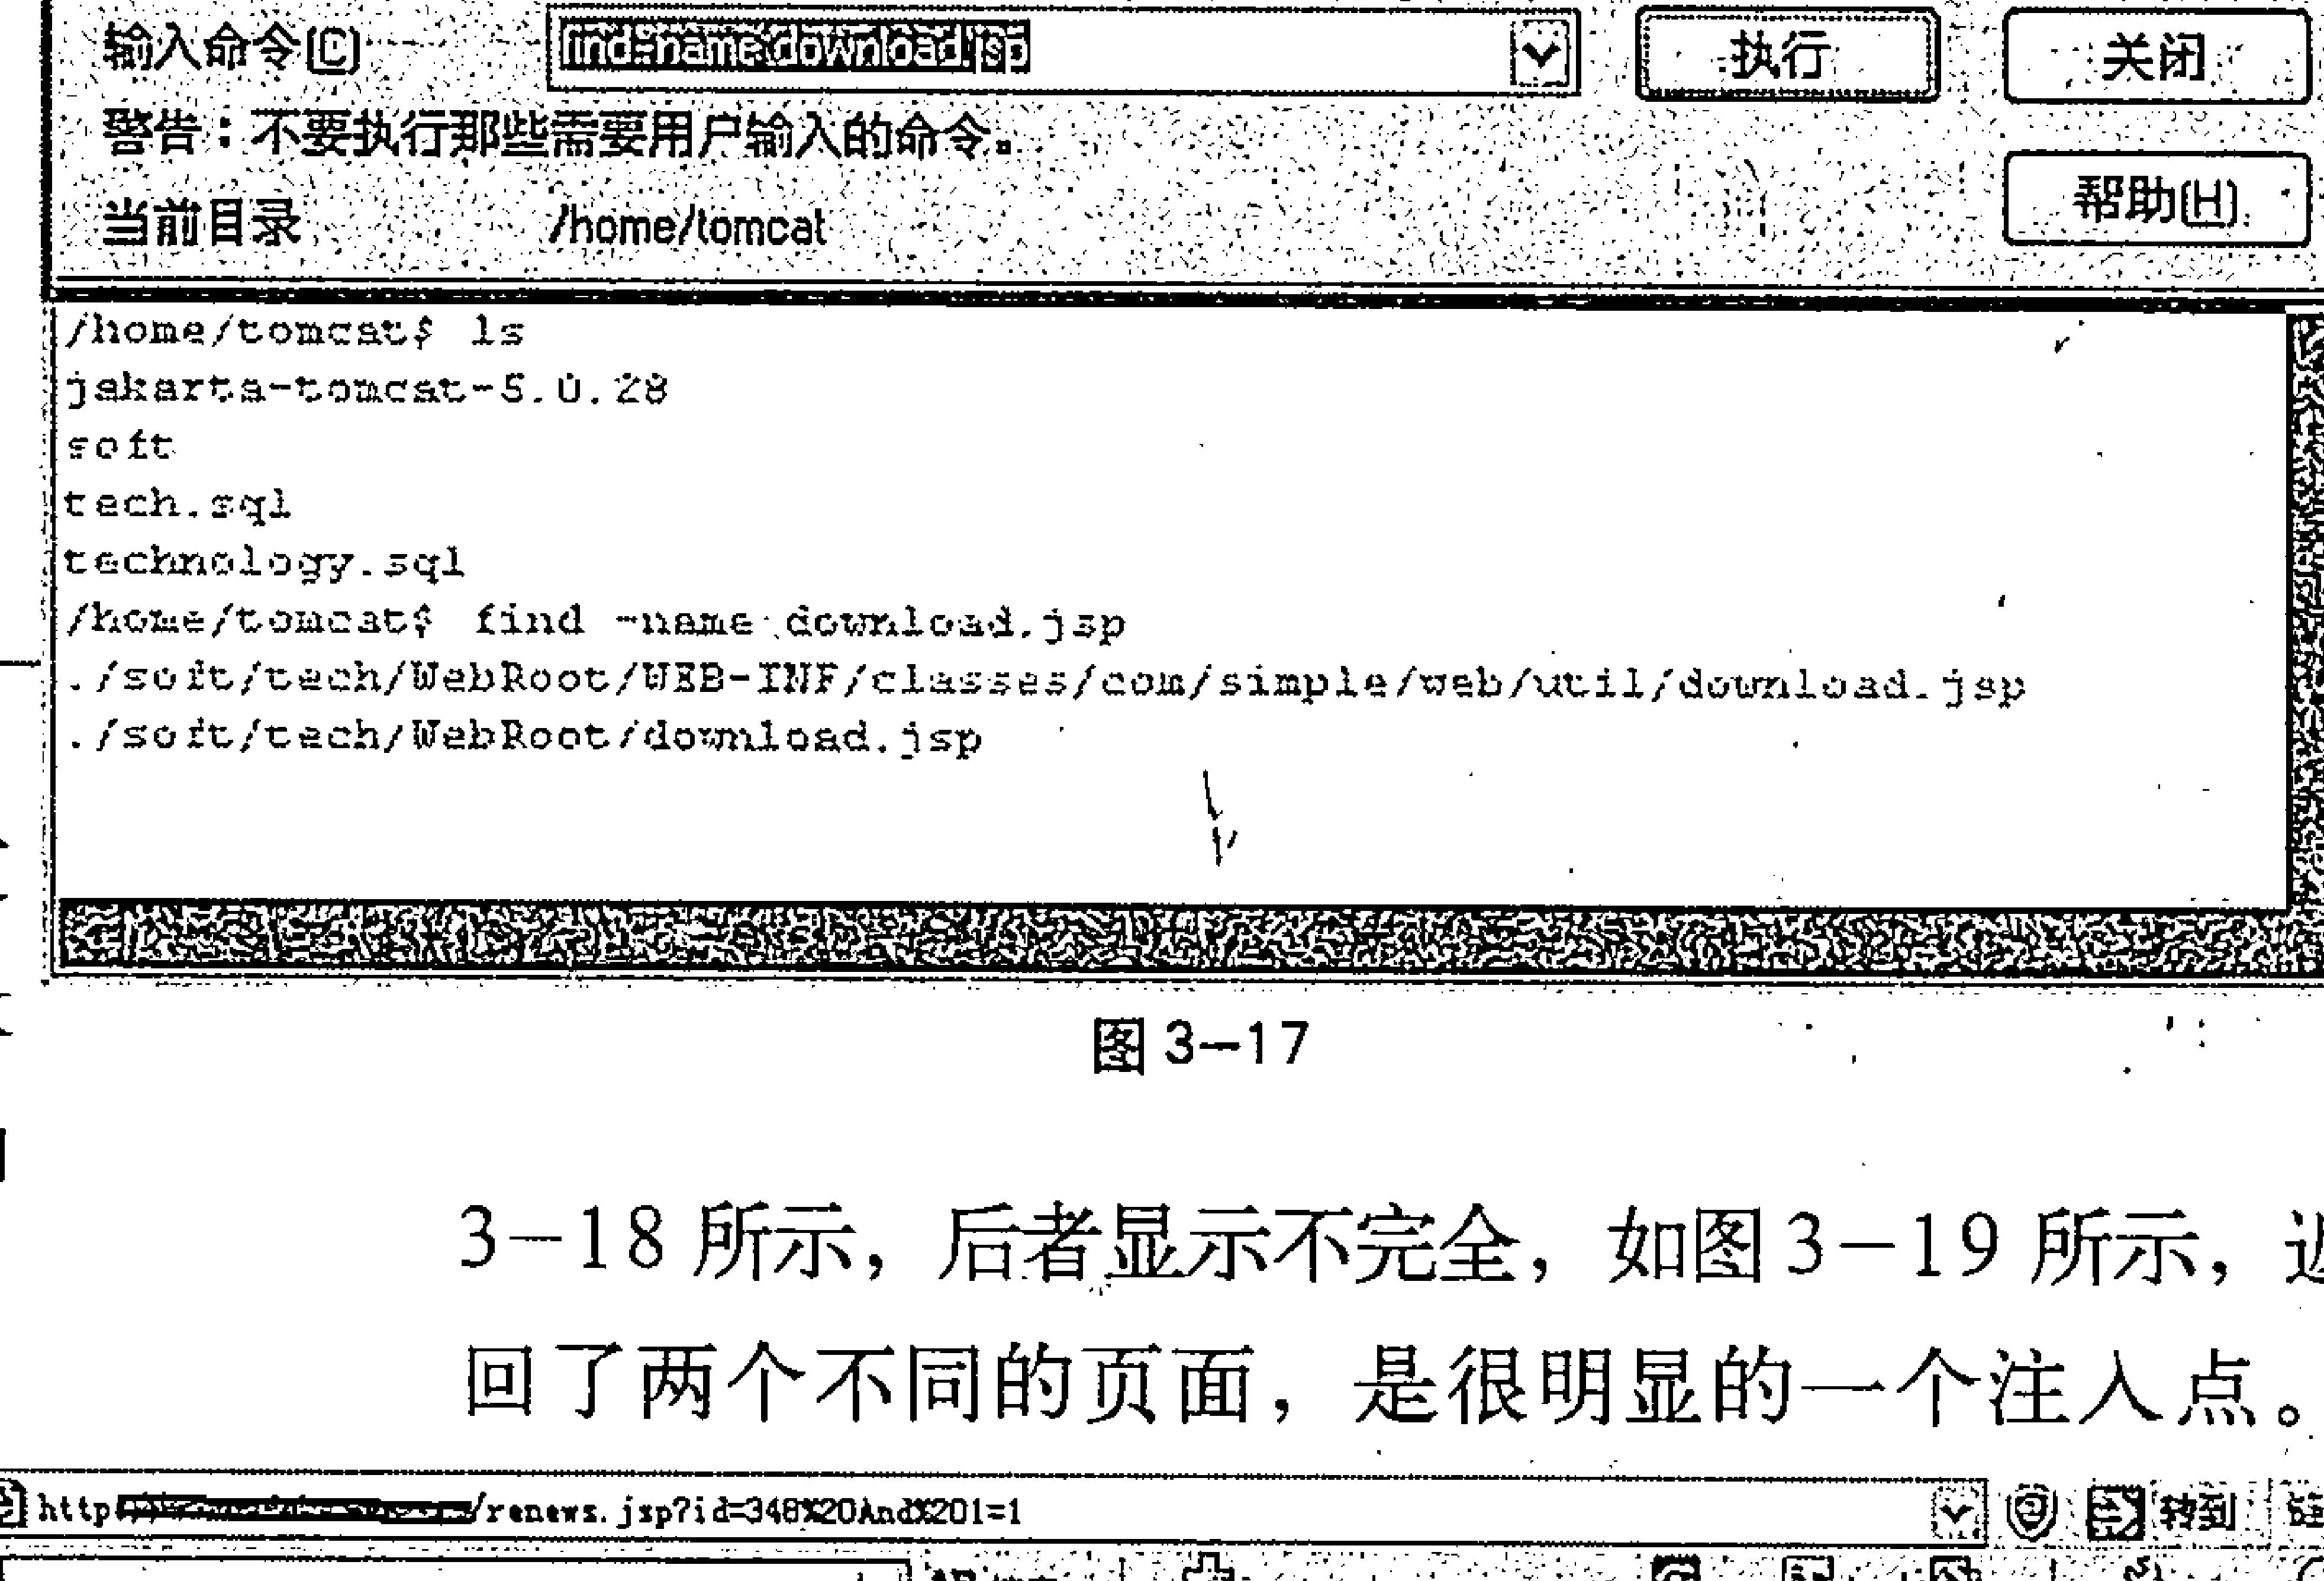 输入命令(C) find -name download.jsp 执行 关闭
警告：不要执行那些需要用户输入的命令。
当前目录 /home/tomcat 帮助(H)
/home/tomcat$ ls
jakarta-tomcat-5.0.28
soft
tech.sql
technology.sql
/home/tomcat$ find -name download.jsp
./soft/tech/WebRoot/WEB-INF/classes/com/simple/web/util/download.jsp
./soft/tech/WebRoot/download.jsp
图 3-17
3-18 所示，后者显示不完全，如图 3-19 所示，
回了两个不同的页面，是很明显的一个注入点。
http /renews.jsp?id=348%20And%201=1 转到